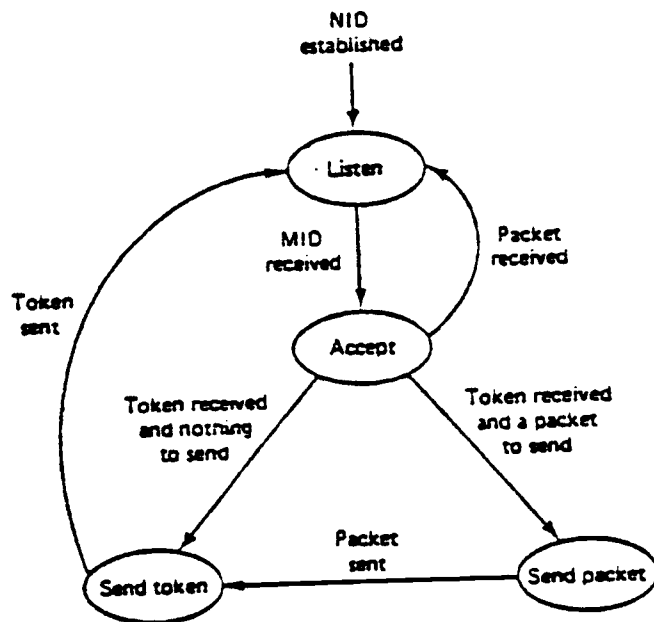 NID
established
Listen
MID
received
Packet
received
Token
sent
Accept
Token received
and nothing
to send
Token received
and a packet
to send
Packet
sent
Send token
Send packet